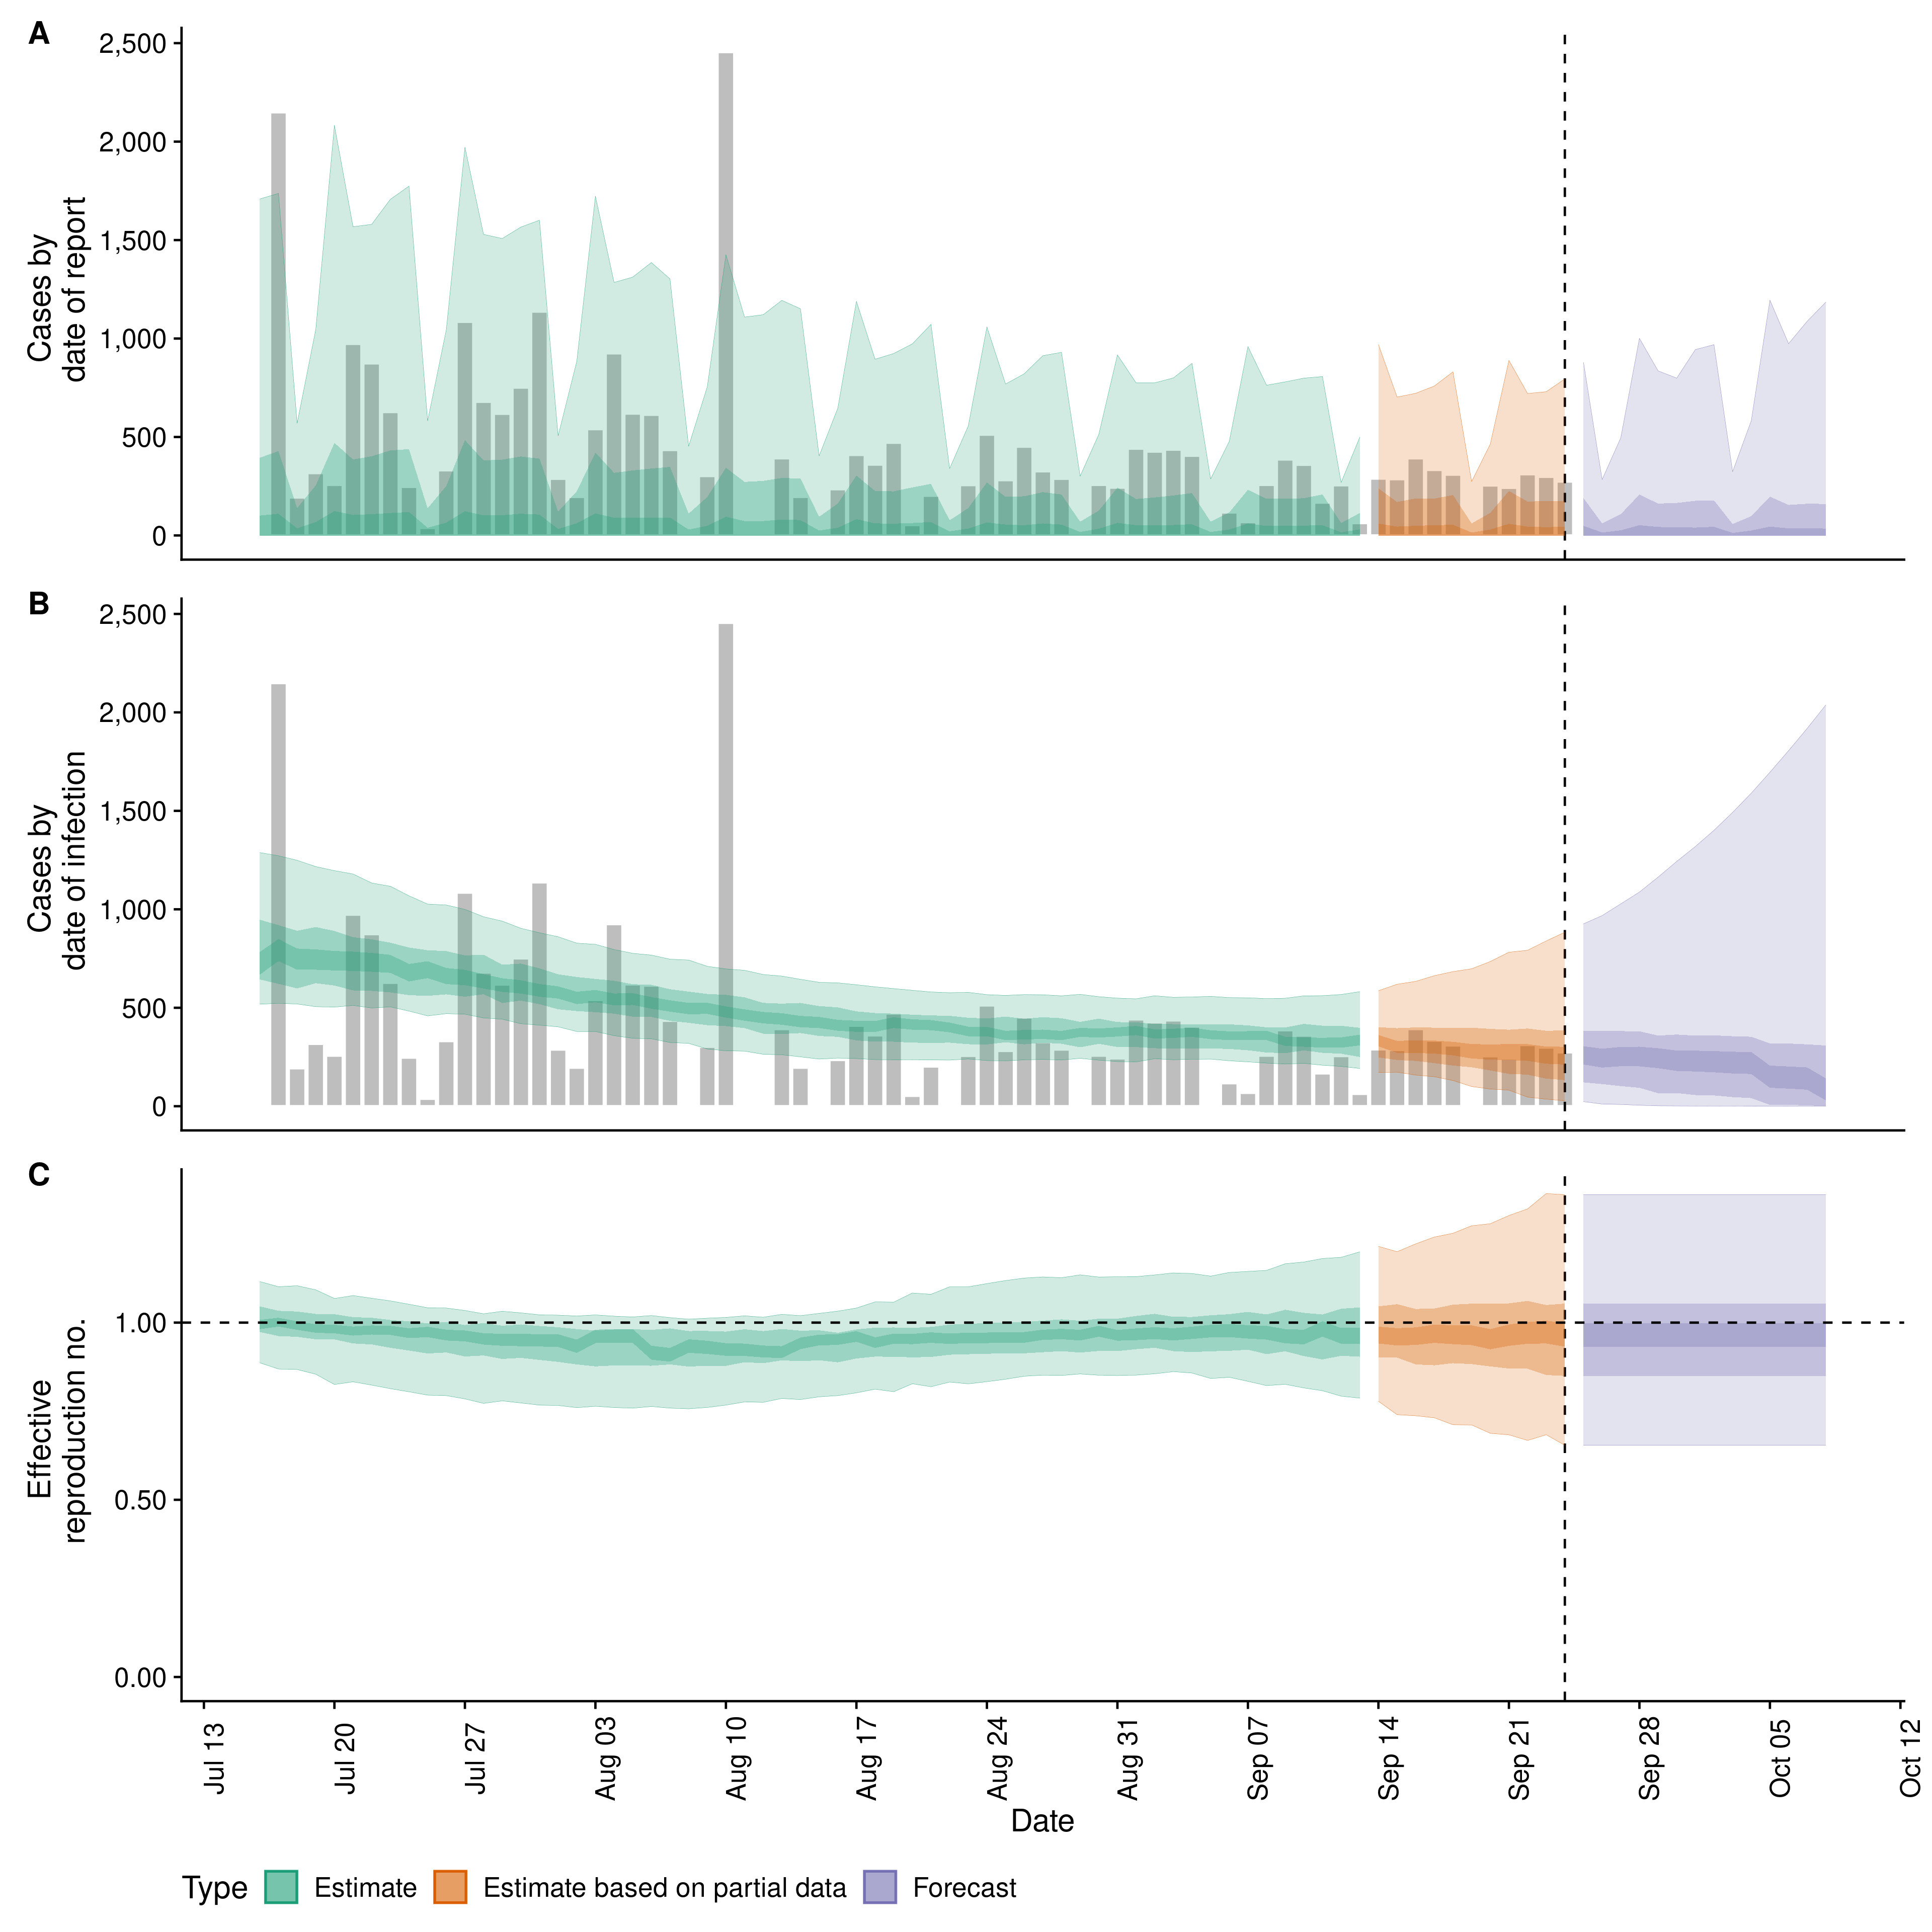 A
2,500
2,000
1,500
1,000
500
0
Cases by
date of report
B
2,500
2,000
1,500
1,000
500
0
Cases by
date of infection
C
1.00
0.50
0.00
Effective
reproduction no.
Jul 13
Jul 20
Jul 27
Aug 03
Aug 10
Aug 17
Aug 24
Aug 31
Sep 07
Sep 14
Sep 21
Sep 28
Oct 05
Oct 12
Date
Type
Estimate
Estimate based on partial data
Forecast